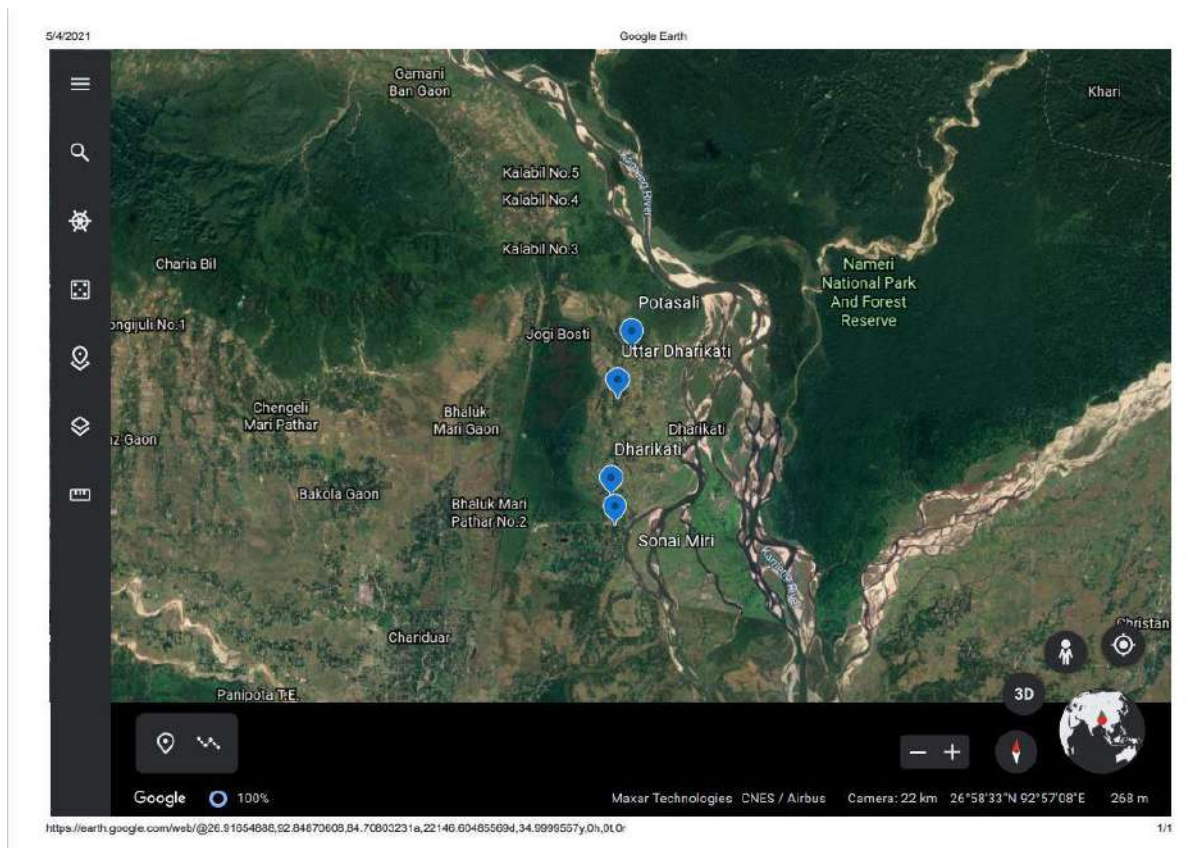 5/4/2021
Google Earth
Gamani
Ban Gaon
Khari
Kalabil No.5
Kalabil No.4
Kalabil No.3
Charia Bil
Nameri
National Park
And Forest
Reserve
Potasali
ongijuli No.1
Jogi Bosti
Uttar Dharikati
Chengeli
Mari Pathar
Bhaluk
Mari Gaon
Dharikati
az Gaon
Dharikati
Bakola Gaon
Bhaluk Mari
Pathar No.2
Sonai Miri
Chariduar
Christan
Panipota T.E.
3D
Google
100%
Maxar Technologies CNES / Airbus
Camera: 22 km 26°58'33"N 92°57'08"E
268 m
https://earth.google.com/web/@26.91654888,92.84870608,84.70803231a,22146.60485569d,34.9999557y,0h,0t,0r
1/1